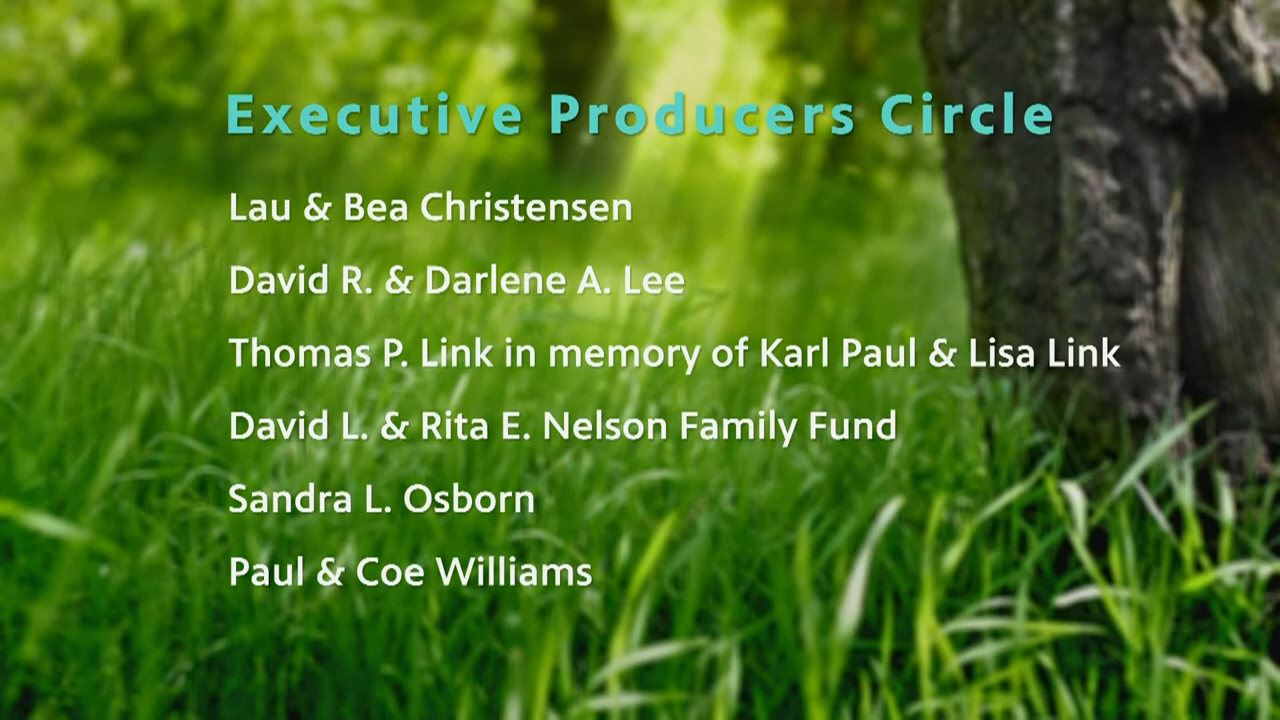 Executive Producers Circle
Lau & Bea Christensen
David R. & Darlene A. Lee
Thomas P. Link in memory of Karl Paul & Lisa Link
David L. & Rita E. Nelson Family Fund
Sandra L. Osborn
Paul & Coe Williams